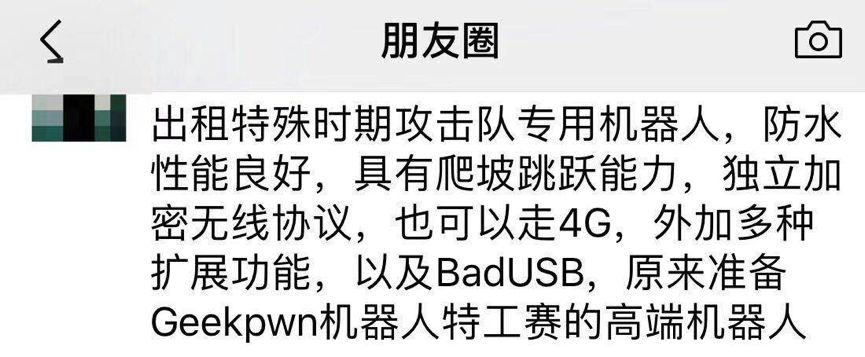 朋友圈
出租特殊时期攻击队专用机器人，防水
性能良好，具有爬坡跳跃能力，独立加
密无线协议，也可以走4G，外加多种
扩展功能，以及BadUSB，原来准备
Geekpwn机器人特工赛的高端机器人